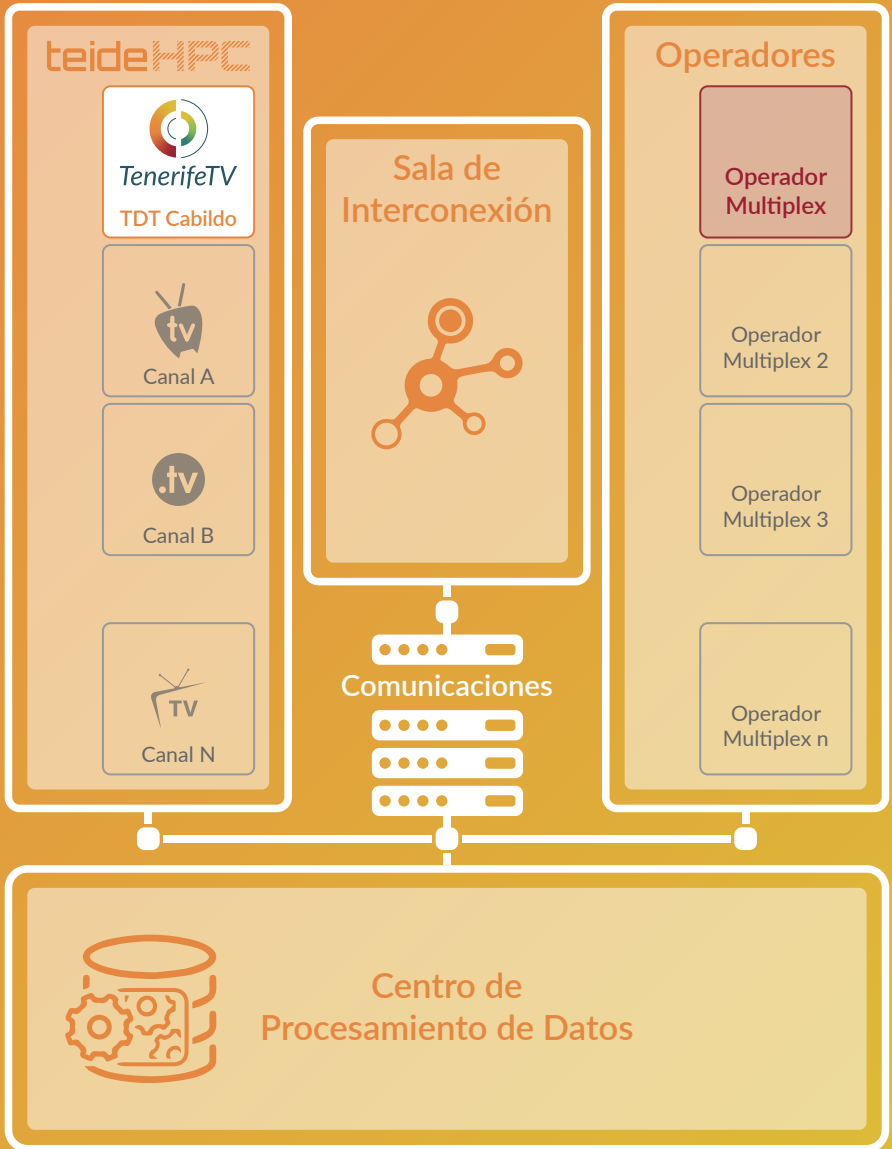 teideHPC
TenerifeTV
TDT Cabildo
tv
Canal A
.tv
Canal B
TV
Canal N
Sala de
Interconexión
Comunicaciones
Operadores
Operador
Multiplex
Operador
Multiplex 2
Operador
Multiplex 3
Operador
Multiplex n
Centro de
Procesamiento de Datos